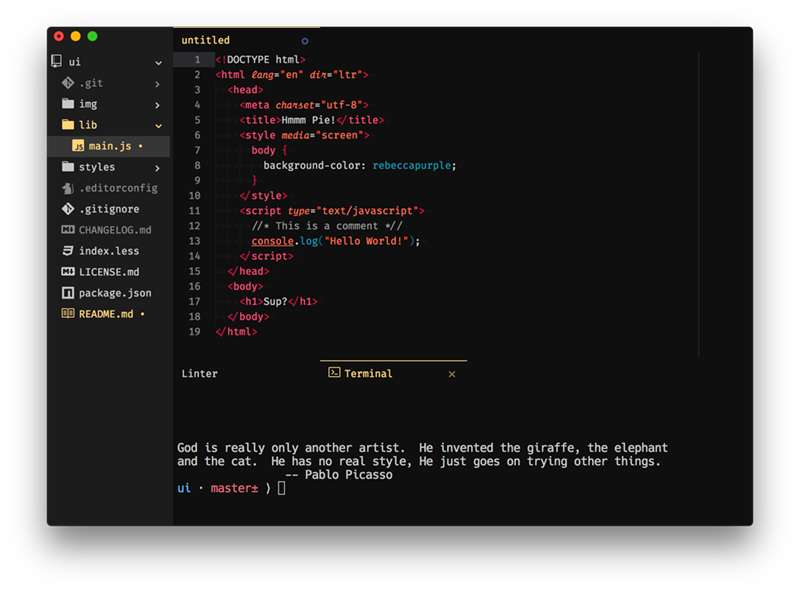 ui
.git
img
lib
JS main.js
styles
.editorconfig
.gitignore
CHANGELOG.md
index.less
LICENSE.md
package.json
README.md
untitled
1 <!DOCTYPE html>
2 <html lang="en" dir="ltr">
3 <head>
4 <meta charset="utf-8">
5 <title>Hmmm Pie!</title>
6 <style media="screen">
7 body {
8 background-color: rebeccapurple;
9 }
10 </style>
11 <script type="text/javascript">
12 //* This is a comment *//
13 console.log("Hello World!");
14 </script>
15 </head>
16 <body>
17 <h1>Sup?</h1>
18 </body>
19 </html>
Linter
Terminal ×
God is really only another artist.  He invented the giraffe, the elephant
and the cat.  He has no real style, He just goes on trying other things.
-- Pablo Picasso
ui · master± ⟩